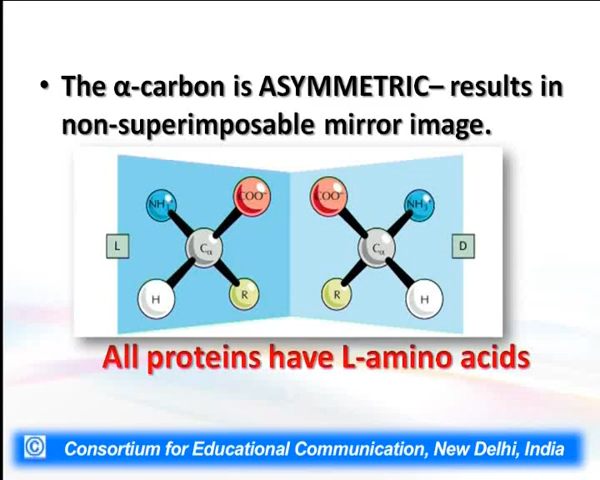 • The α-carbon is ASYMMETRIC– results in
non-superimposable mirror image.
NH₃⁺ COO⁻ COO⁻ NH₃⁺
L Cα Cα D
H R R H
All proteins have L-amino acids
© Consortium for Educational Communication, New Delhi, India